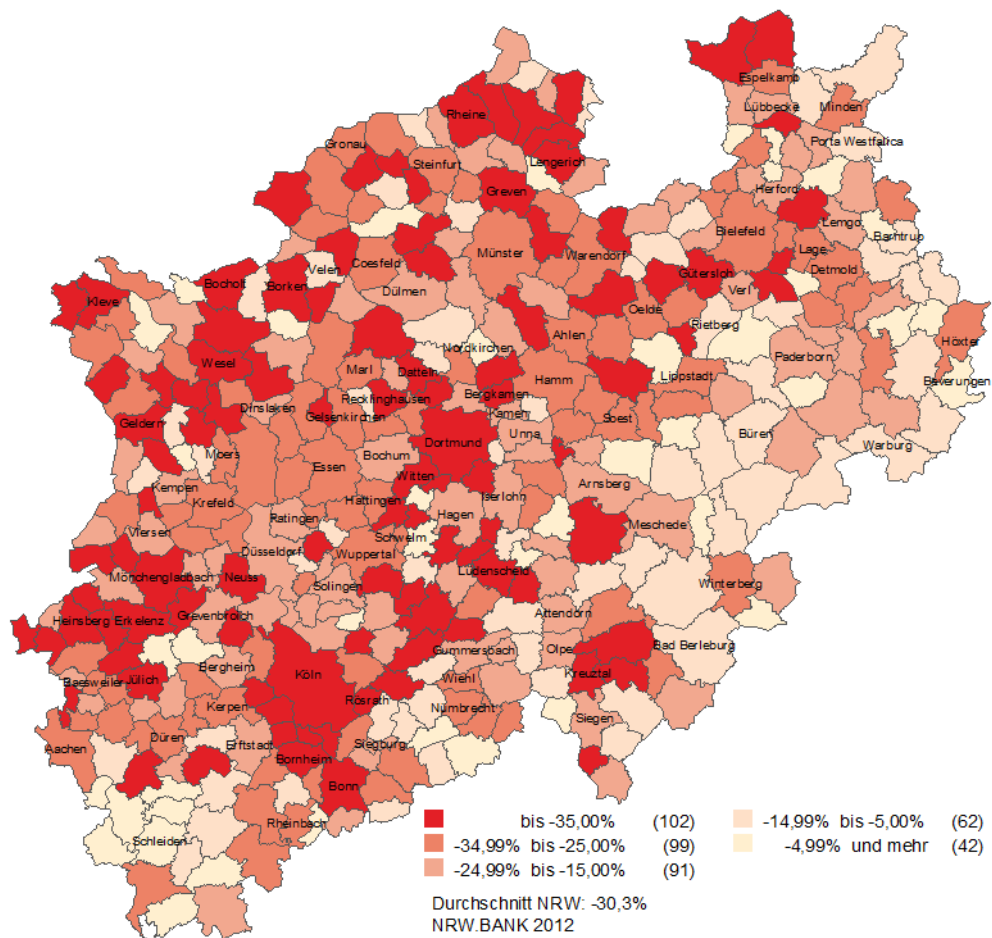 Espelkamp
Lübbecke
Minden
Rheine
Porta Westfalica
Gronau
Steinfurt
Lengerich
Greven
Herford
Lemgo
Barntrup
Bielefeld
Münster
Warendorf
Lage
Detmold
Velen
Coesfeld
Gütersloh
Verl
Bocholt
Borken
Dülmen
Kleve
Oelde
Rietberg
Ahlen
Höxter
Nordkirchen
Paderborn
Wesel
Marl
Datteln
Hamm
Lippstadt
Beverungen
Recklinghausen
Bergkamen
Dinslaken
Gelsenkirchen
Kamen
Soest
Geldern
Dortmund
Unna
Büren
Warburg
Moers
Essen
Bochum
Witten
Kempen
Arnsberg
Krefeld
Hattingen
Iserlohn
Hagen
Meschede
Viersen
Ratingen
Schwelm
Düsseldorf
Wuppertal
Mönchengladbach
Neuss
Solingen
Lüdenscheid
Winterberg
Heinsberg
Erkelenz
Grevenbroich
Attendorn
Bad Berleburg
Gummersbach
Olpe
Bergheim
Köln
Kreuztal
Baesweiler
Jülich
Wiehl
Rösrath
Kerpen
Nümbrecht
Siegen
Düren
Erftstadt
Siegburg
Aachen
Bornheim
Bonn
Rheinbach
Schleiden
bis -35,00% (102)
-34,99% bis -25,00% (99)
-24,99% bis -15,00% (91)
-14,99% bis -5,00% (62)
-4,99% und mehr (42)
Durchschnitt NRW: -30,3%
NRW.BANK 2012